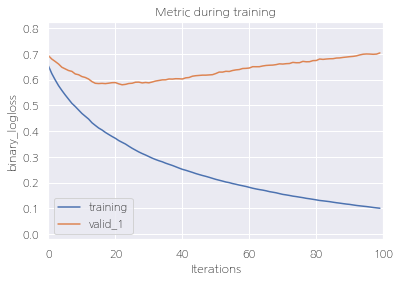 Metric during training
0.8
0.7
0.6
0.5
0.4
0.3
0.2
0.1
0.0
binary_logloss
training
valid_1
0 20 40 60 80 100
Iterations